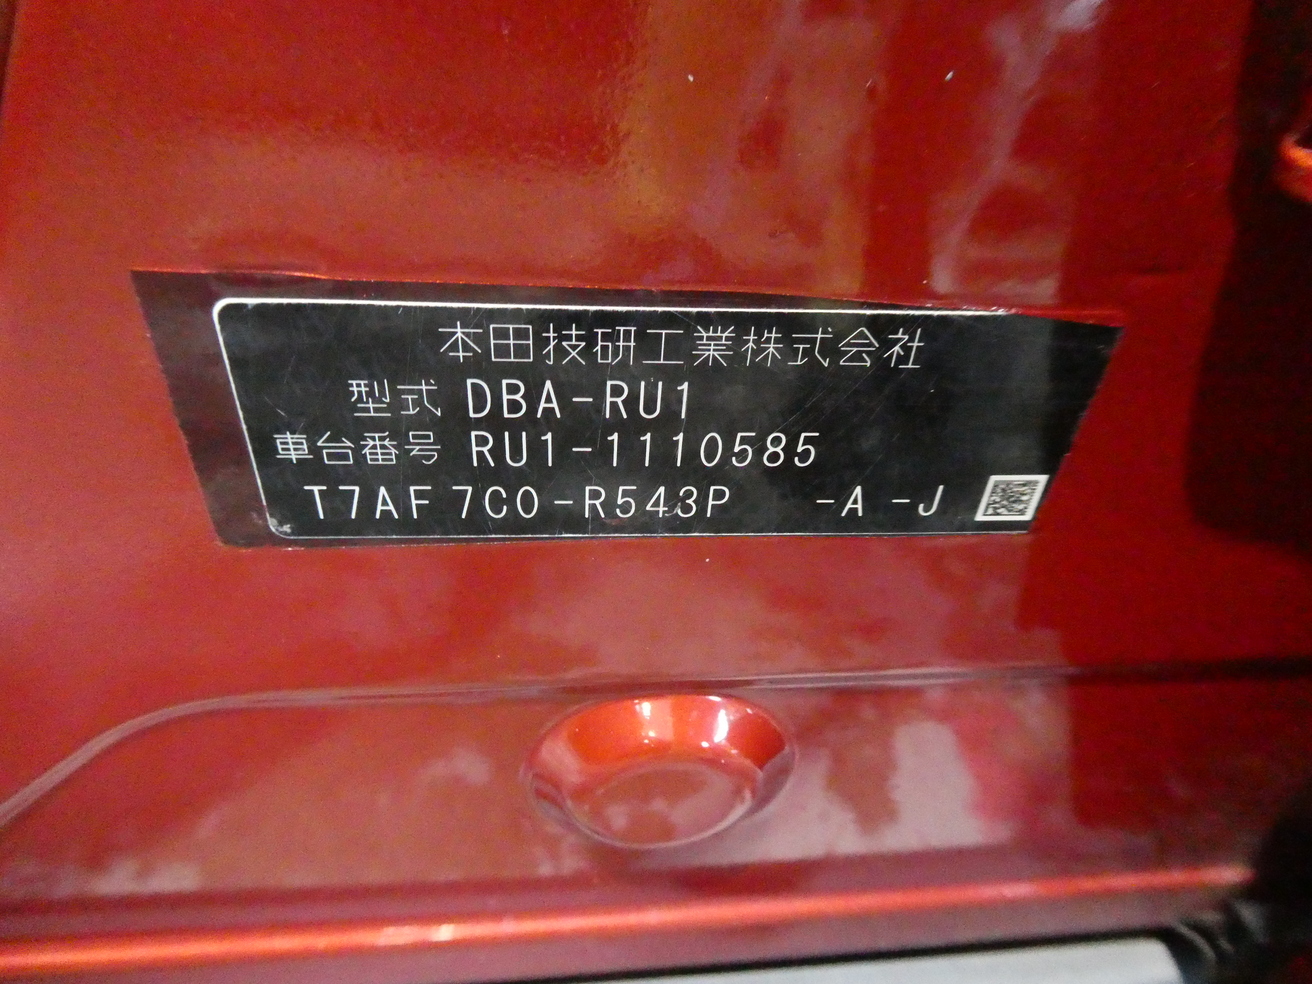 本田技研工業株式会社
型式 DBA-RU1
車台番号 RU1-1110585
T7AF 7C0-R543P -A -J